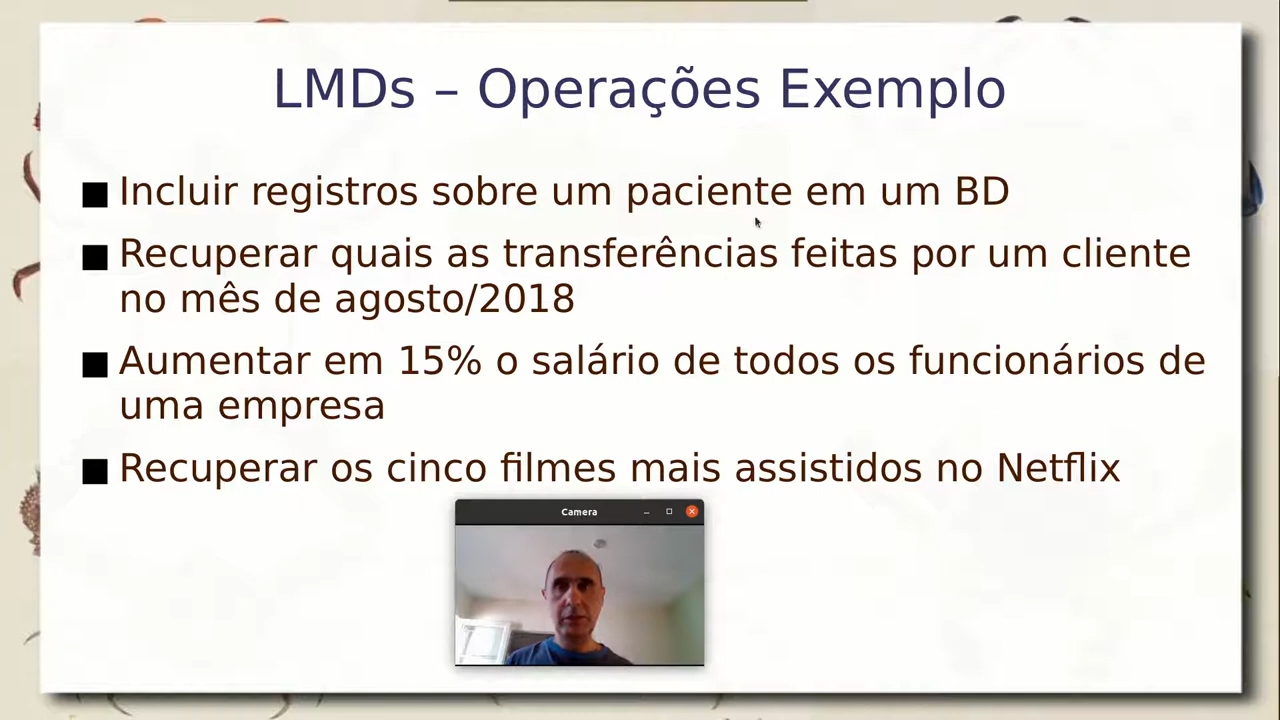 LMDs – Operações Exemplo
Incluir registros sobre um paciente em um BD
Recuperar quais as transferências feitas por um cliente
no mês de agosto/2018
Aumentar em 15% o salário de todos os funcionários de
uma empresa
Recuperar os cinco filmes mais assistidos no Netflix
Camera